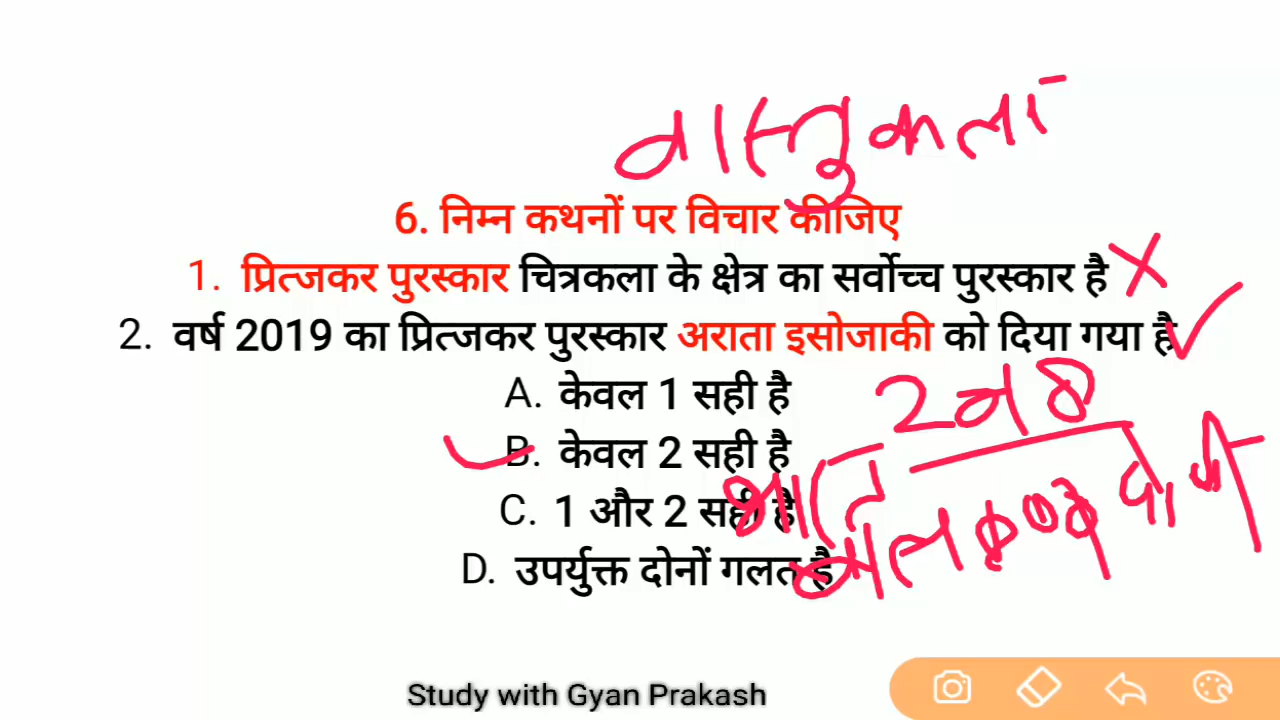 वास्तुकला
6. निम्न कथनों पर विचार कीजिए
1. प्रित्जकर पुरस्कार चित्रकला के क्षेत्र का सर्वोच्च पुरस्कार है
2. वर्ष 2019 का प्रित्जकर पुरस्कार अराता इसोजाकी को दिया गया है
A. केवल 1 सही है
2018
B. केवल 2 सही है
C. 1 और 2 सही है
D. उपर्युक्त दोनों गलत है
Study with Gyan Prakash